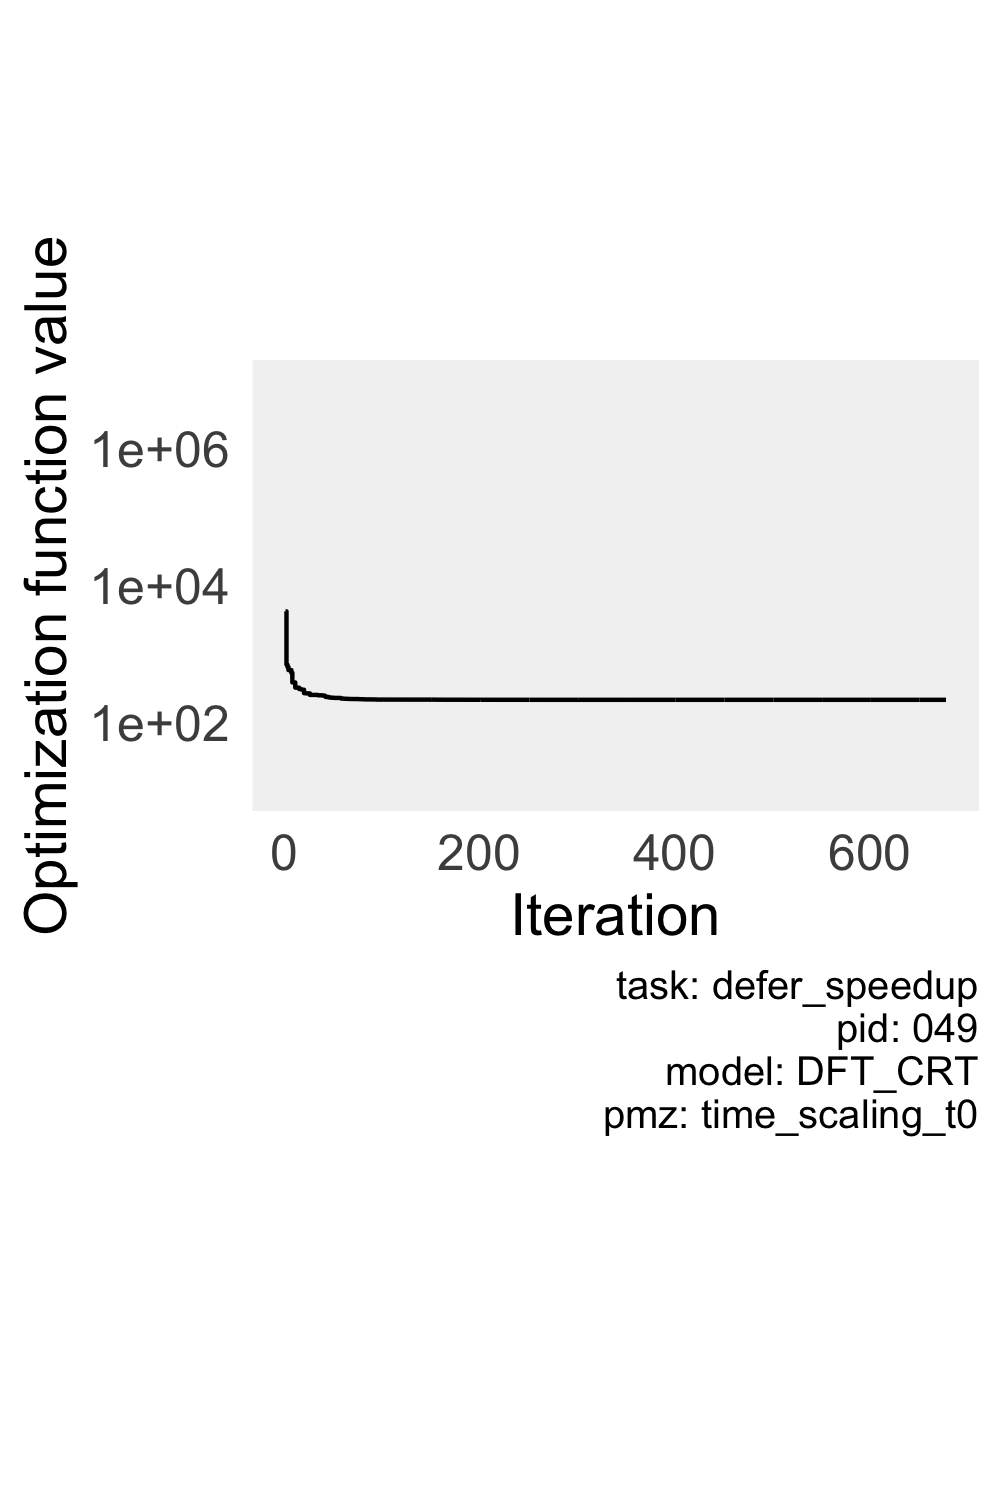 Optimization function value
1e+06
1e+04
1e+02
0 200 400 600
Iteration
task: defer_speedup
pid: 049
model: DFT_CRT
pmz: time_scaling_t0